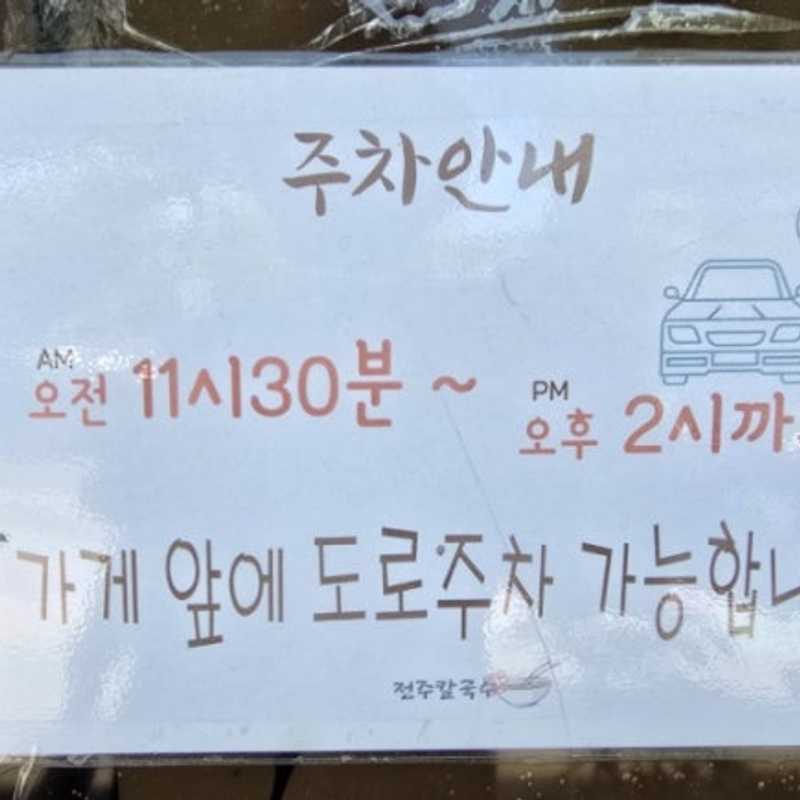 주차안내
AM
오전 11시30분 ~
PM
오후 2시까
가게 앞에 도로주차 가능합니
전주칼국수